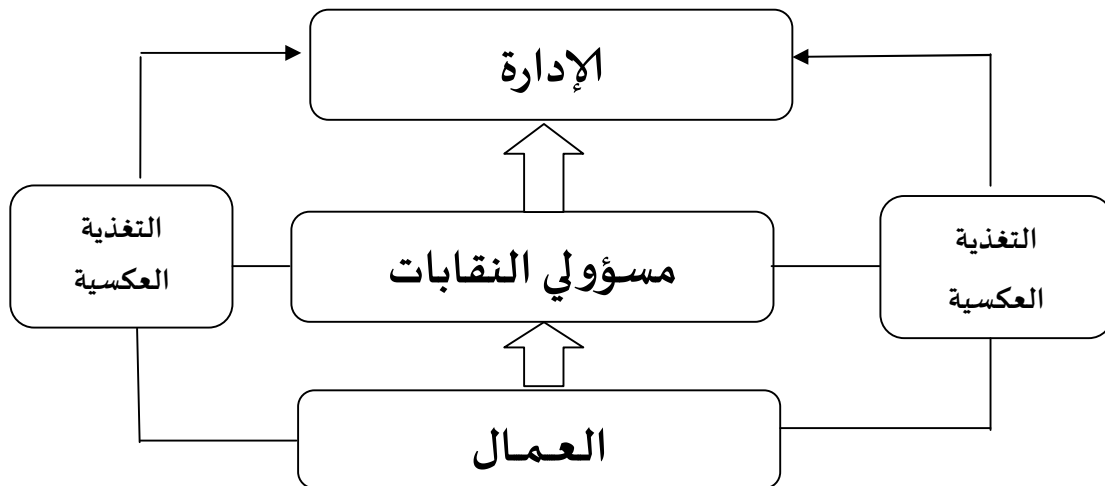 الإدارة
التغذية
العكسية
مسؤولي النقابات
التغذية
العكسية
العمال